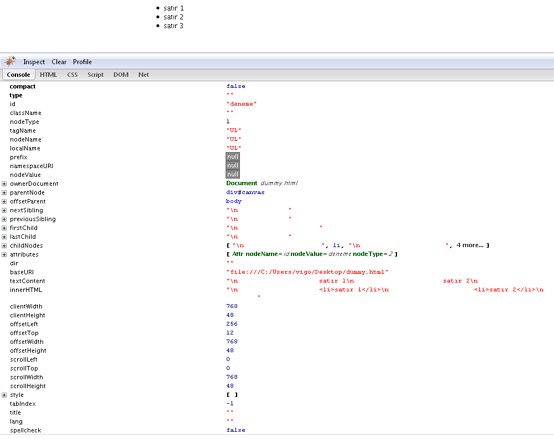 satır 1
satır 2
satır 3
Inspect Clear Profile
Console HTML CSS Script DOM Net
compact false
type ""
id "deneme"
className ""
nodeType 1
tagName "UL"
nodeName "UL"
localName "UL"
prefix null
namespaceURI null
nodeValue null
ownerDocument Document dummy.html
parentNode div#canvas
offsetParent body
nextSibling "\n "
previousSibling "\n "
firstChild "\n "
lastChild "\n "
childNodes [ "\n ", li, "\n ", 4 more... ]
attributes [ Attr nodeName=id nodeValue=deneme nodeType=2 ]
dir ""
baseURI "file:///C:/Users/vigo/Desktop/dummy.html"
textContent "\n satır 1\n satır 2\n
innerHTML "\n <li>satır 1</li>\n <li>satır 2</li>\n
"
clientWidth 768
clientHeight 48
offsetLeft 256
offsetTop 12
offsetWidth 768
offsetHeight 48
scrollLeft 0
scrollTop 0
scrollWidth 768
scrollHeight 48
style [ ]
tabIndex -1
title ""
lang ""
spellcheck false